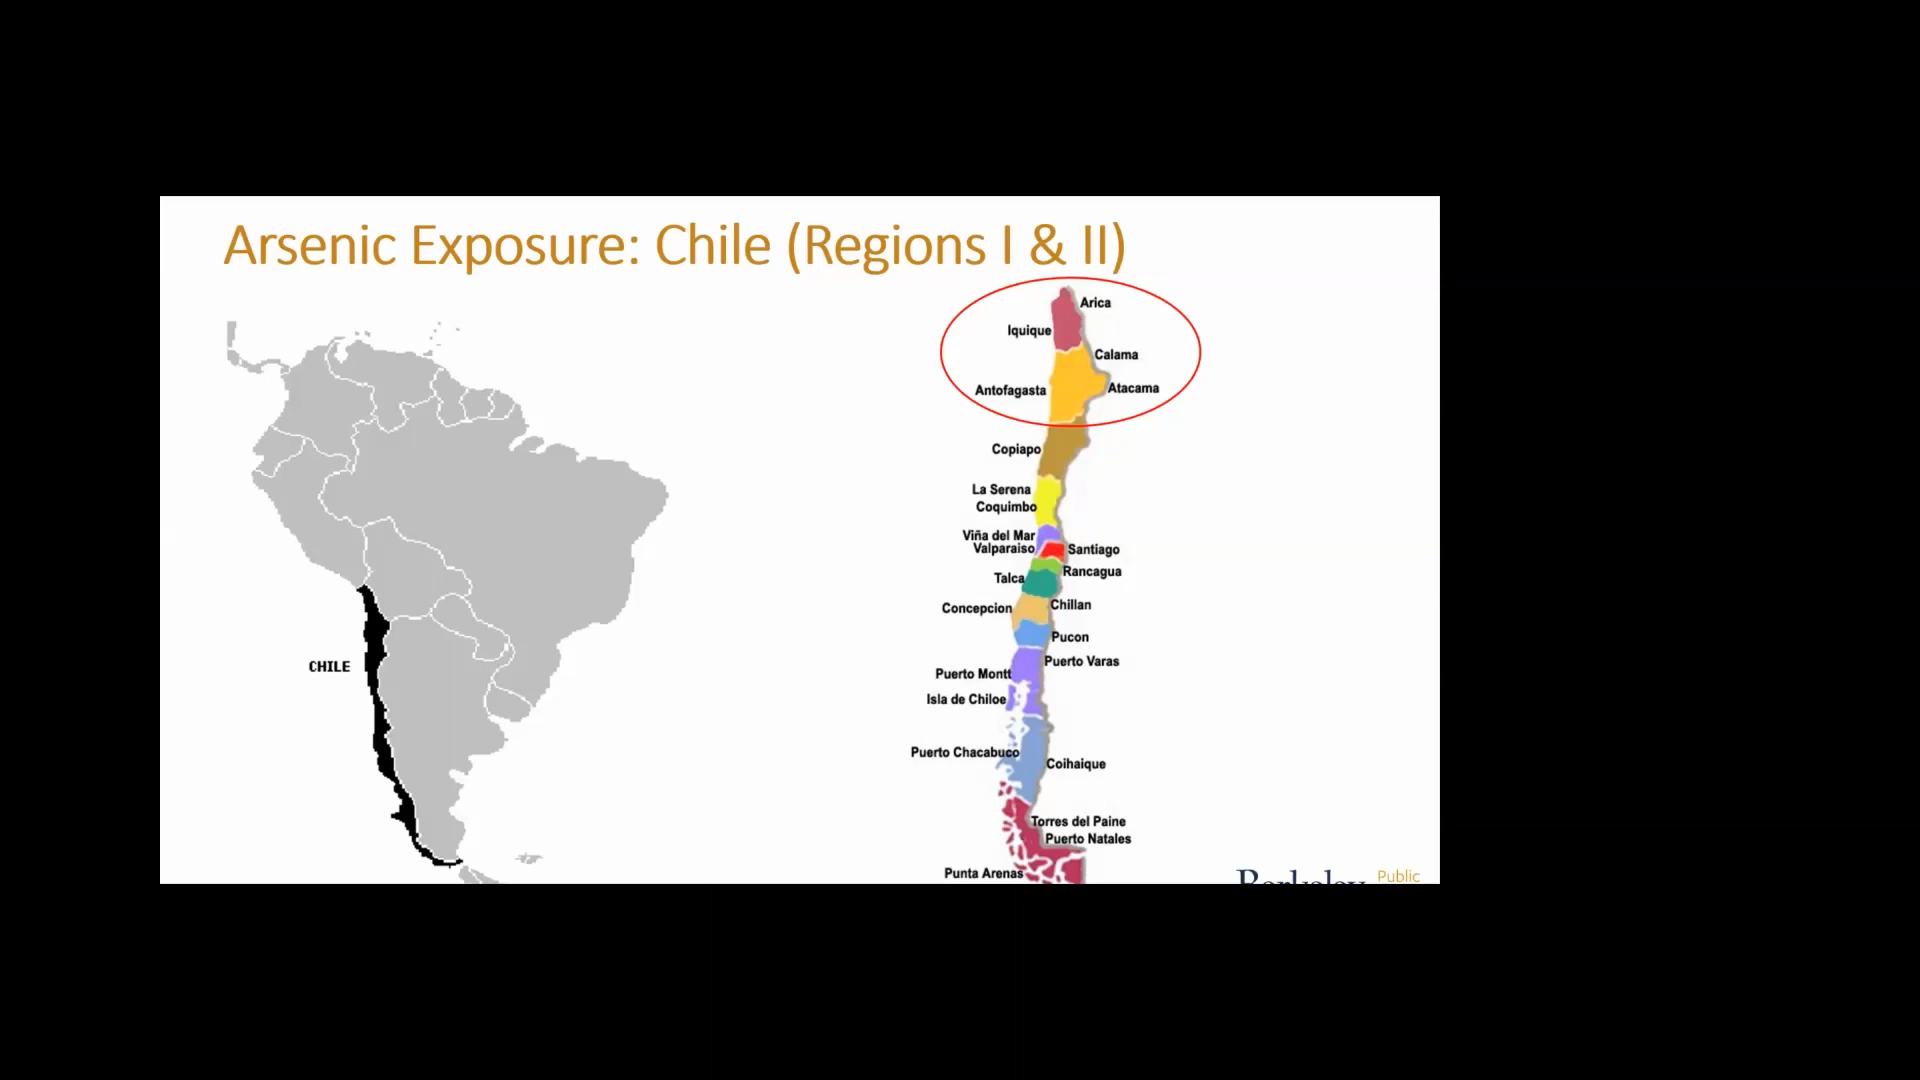 Arsenic Exposure: Chile (Regions I & II)
CHILE
Arica
Iquique
Calama
Atacama
Antofagasta
Copiapo
La Serena
Coquimbo
Viña del Mar
Valparaiso
Santiago
Rancagua
Talca
Chillan
Concepcion
Pucon
Puerto Varas
Puerto Montt
Isla de Chiloe
Puerto Chacabuco
Coihaique
Torres del Paine
Puerto Natales
Punta Arenas
Berkeley Public